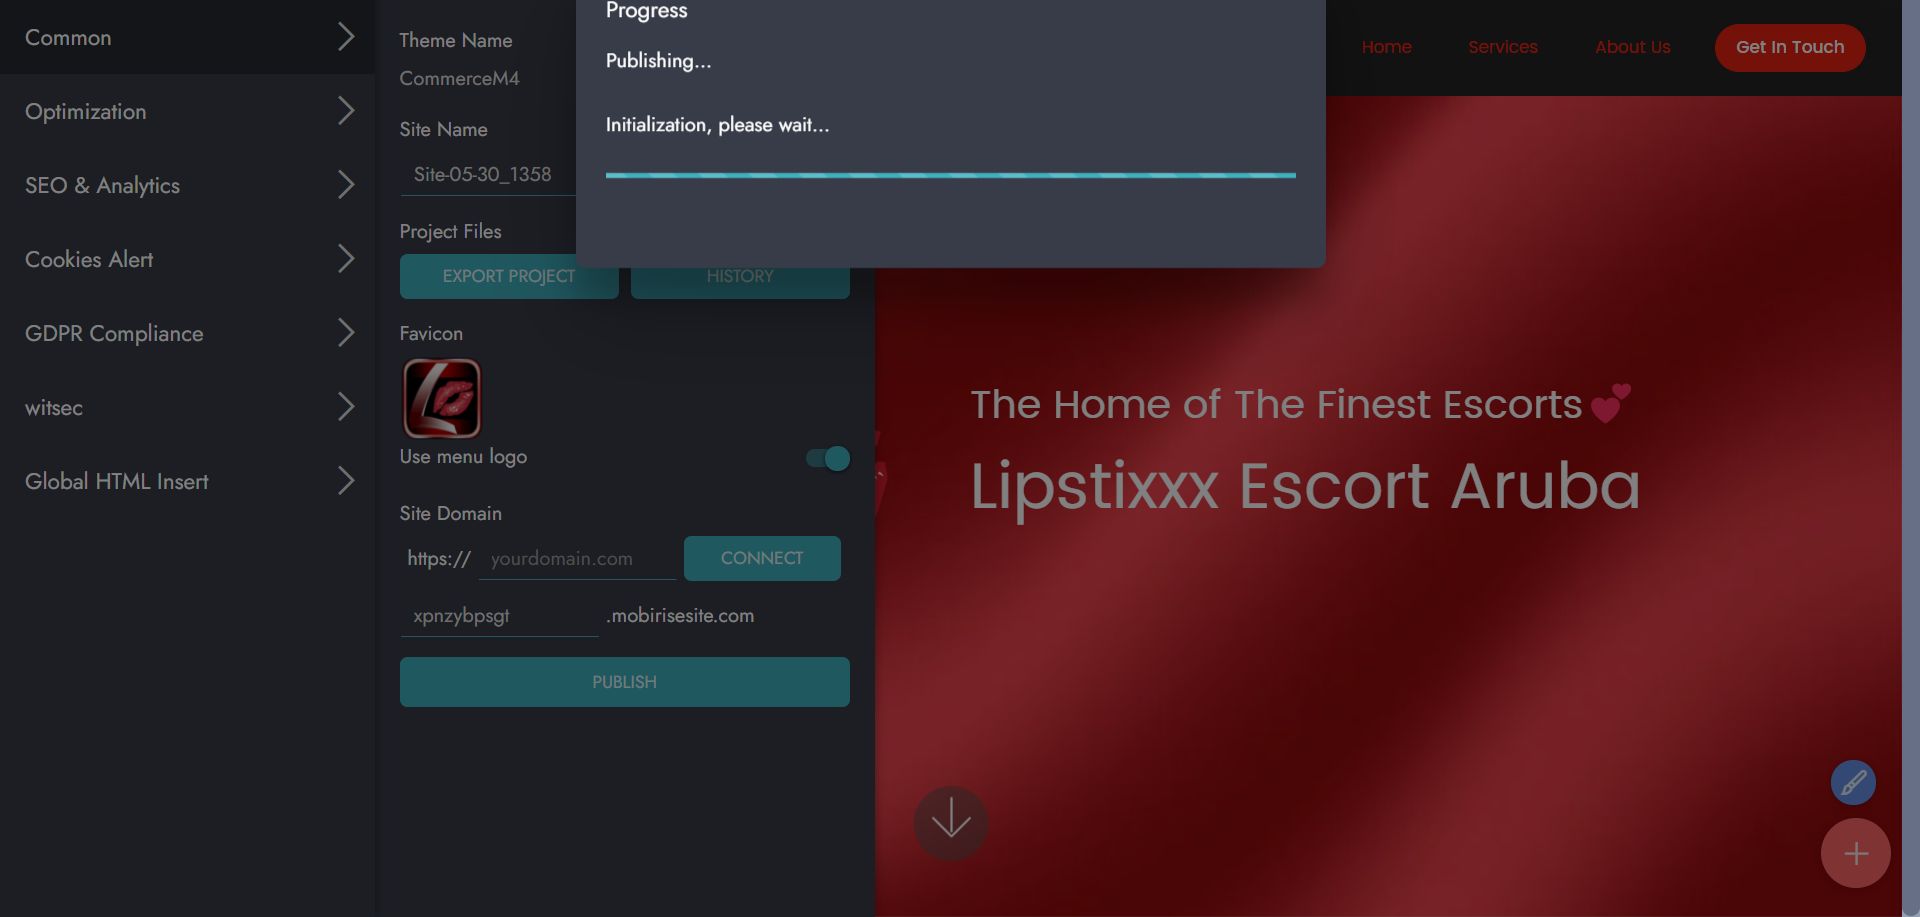 Common
Optimization
SEO & Analytics
Cookies Alert
GDPR Compliance
witsec
Global HTML Insert
Theme Name
CommerceM4
Site Name
Site-05-30_1358
Project Files
EXPORT PROJECT
HISTORY
Favicon
Use menu logo
Site Domain
https:// yourdomain.com CONNECT
xpnzybpsgt .mobirisesite.com
PUBLISH
Progress
Publishing...
Initialization, please wait...
Home Services About Us Get In Touch
The Home of The Finest Escorts💕
Lipstixxx Escort Aruba